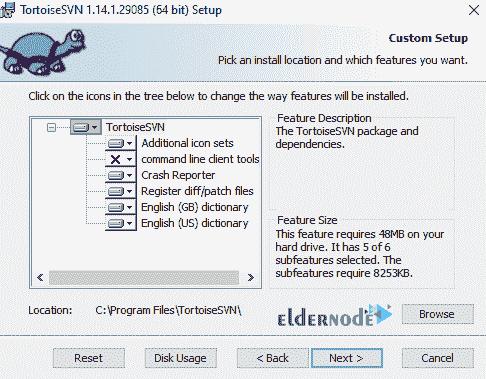 TortoiseSVN 1.14.1.29085 (64 bit) Setup
Custom Setup
Pick an install location and which features you want.
Click on the icons in the tree below to change the way features will be installed.
TortoiseSVN
Additional icon sets
command line client tools
Crash Reporter
Register diff/patch files
English (GB) dictionary
English (US) dictionary
Feature Description
The TortoiseSVN package and
dependencies.
Feature Size
This feature requires 48MB on your
hard drive. It has 5 of 6
subfeatures selected. The
subfeatures require 8253KB.
Location: C:\Program Files\TortoiseSVN\
elderNode
Browse
Reset Disk Usage < Back Next > Cancel